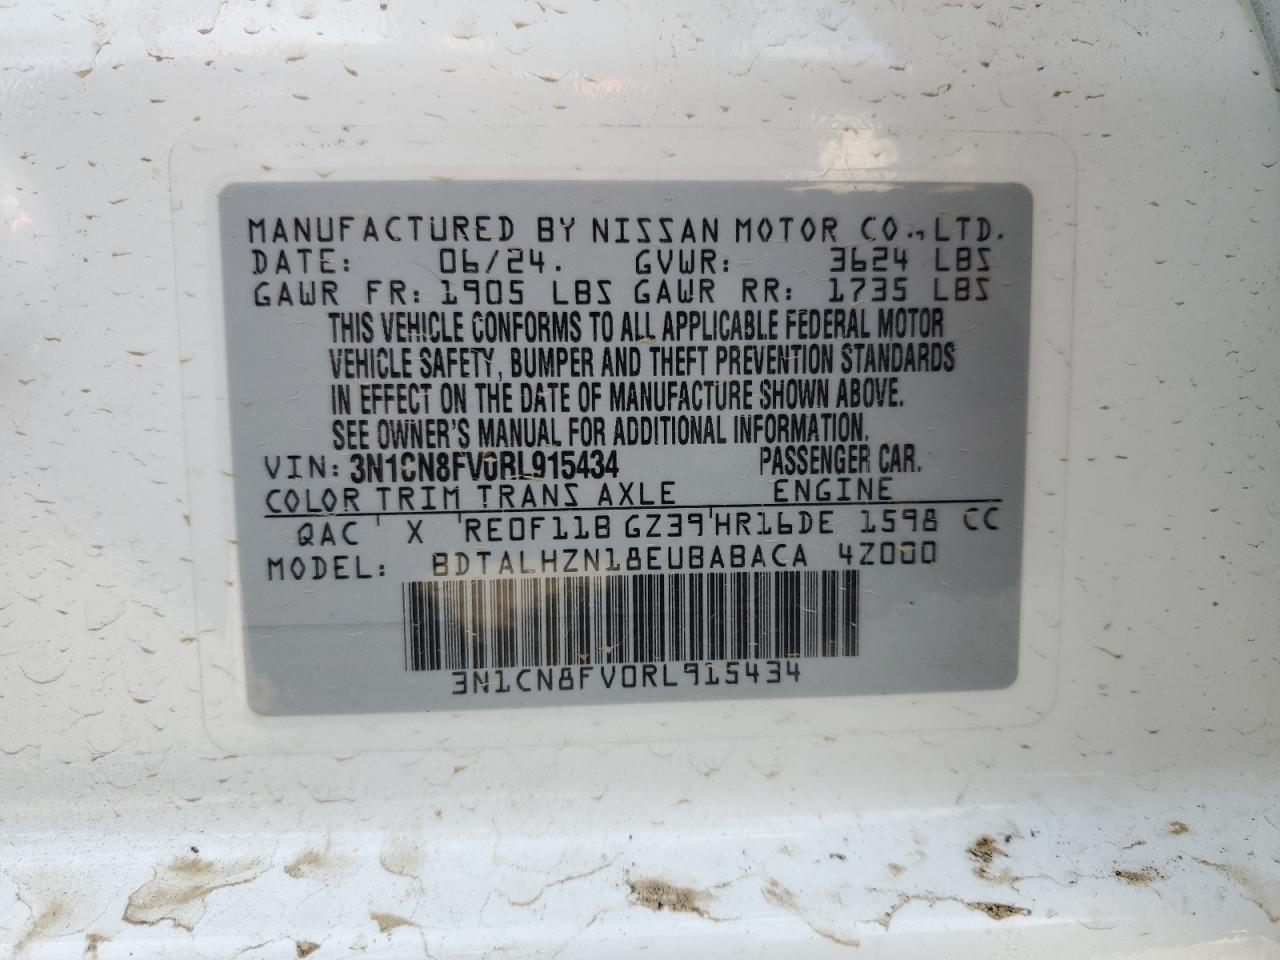 MANUFACTURED BY NISSAN MOTOR CO., LTD.
DATE: 06/24. GVWR: 3624 LBS
GAWR FR: 1905 LBS GAWR RR: 1735 LBS
THIS VEHICLE CONFORMS TO ALL APPLICABLE FEDERAL MOTOR
VEHICLE SAFETY, BUMPER AND THEFT PREVENTION STANDARDS
IN EFFECT ON THE DATE OF MANUFACTURE SHOWN ABOVE.
SEE OWNER'S MANUAL FOR ADDITIONAL INFORMATION.
VIN: 3N1CN8FV0RL915434 PASSENGER CAR.
COLOR TRIM TRANS AXLE ENGINE
QAC X RE0F11B GZ39 HR16DE 1598 CC
MODEL: BDTALHZN18EUBABACA 4Z000
3N1CN8FV0RL915434